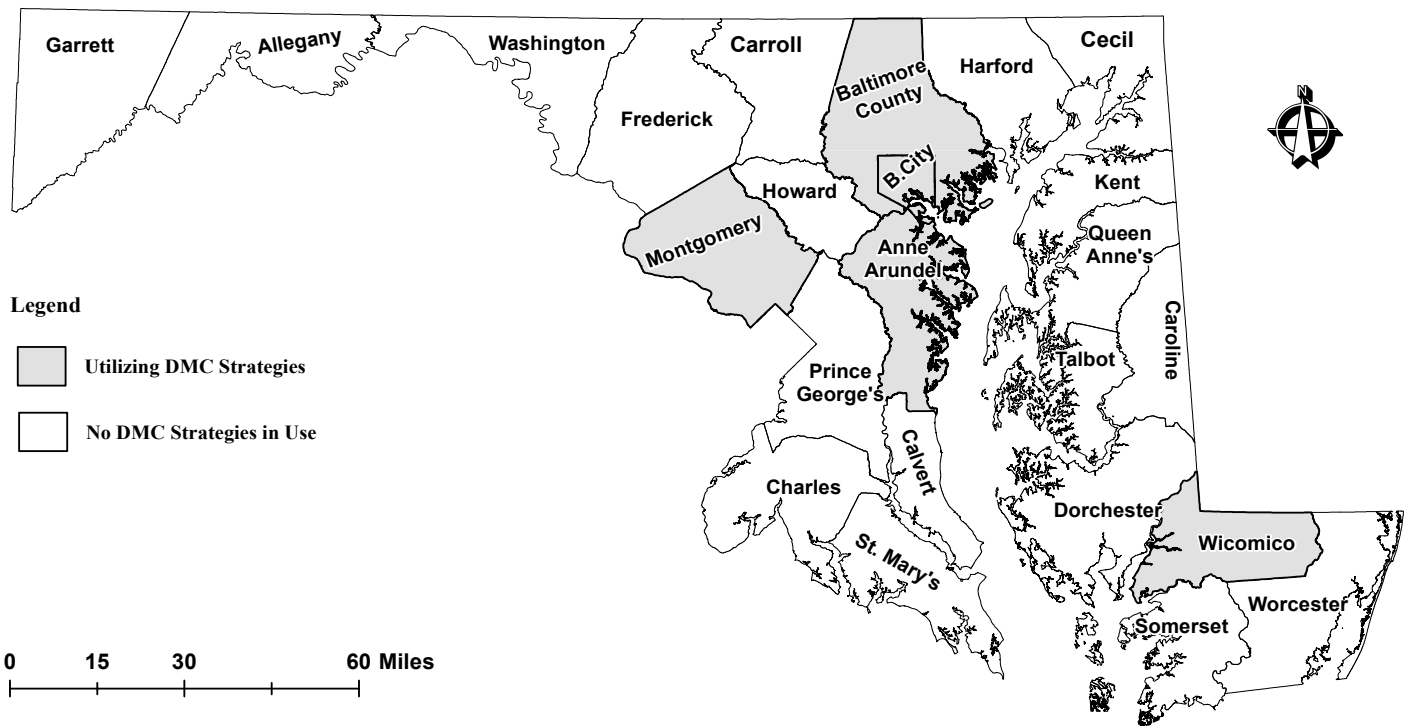 Garrett
Allegany
Washington
Carroll
Cecil
Harford
Baltimore
County
Frederick
B.City
Howard
Kent
Montgomery
Anne
Arundel
Queen
Anne's
Caroline
N
Legend
Utilizing DMC Strategies
No DMC Strategies in Use
Talbot
Prince
George's
Calvert
Charles
St. Mary's
Dorchester
Wicomico
Worcester
Somerset
0 15 30 60 Miles